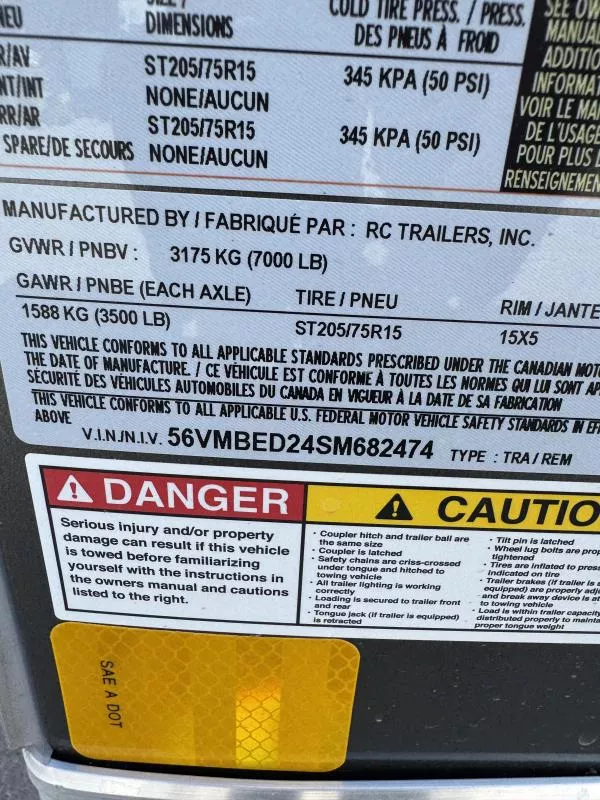 NEU
DIMENSIONS
COLD TIRE PRESS. / PRESS.
DES PNEUS À FROID
R/AV
ST205/75R15
345 KPA (50 PSI)
NT/INT
NONE/AUCUN
RR/AR
ST205/75R15
345 KPA (50 PSI)
SPARE/DE SECOURS
NONE/AUCUN
SEE OW
MANUAL
ADDITIO
INFORMA
VOIR LE MA
DE L'USAGE
POUR PLUS D
RENSEIGNEMEN
MANUFACTURED BY / FABRIQUÉ PAR : RC TRAILERS, INC.
GVWR / PNBV : 3175 KG (7000 LB)
GAWR / PNBE (EACH AXLE) TIRE / PNEU RIM / JANTE
1588 KG (3500 LB) ST205/75R15 15X5
THIS VEHICLE CONFORMS TO ALL APPLICABLE STANDARDS PRESCRIBED UNDER THE CANADIAN MOTO
THE DATE OF MANUFACTURE. / CE VÉHICULE EST CONFORME À TOUTES LES NORMES QUI LUI SONT AP
SÉCURITÉ DES VÉHICULES AUTOMOBILES DU CANADA EN VIGUEUR À LA DATE DE SA FABRICATION
THIS VEHICLE CONFORMS TO ALL APPLICABLE U.S. FEDERAL MOTOR VEHICLE SAFETY STANDARDS IN EF
ABOVE
V.I.N./N.I.V. 56VMBED24SM682474 TYPE : TRA / REM
DANGER
Serious injury and/or property
damage can result if this vehicle
is towed before familiarizing
yourself with the instructions in
the owners manual and cautions
listed to the right.
CAUTIO
· Coupler hitch and trailer ball are
the same size
· Coupler is latched
· Safety chains are criss-crossed
under tongue and hitched to
towing vehicle
· All trailer lighting is working
correctly
· Loading is secured to trailer front
and rear
· Tongue jack (if trailer is equipped)
is retracted
· Tilt pin is latched
· Wheel lug bolts are prop
tightened
· Tires are inflated to press
indicated on tire
· Trailer brakes (if trailer is
equipped) are properly adj
and break away device is at
to towing vehicle
· Load is within trailer capacity
distributed properly to mainta
proper tongue weight
SAE A DOT